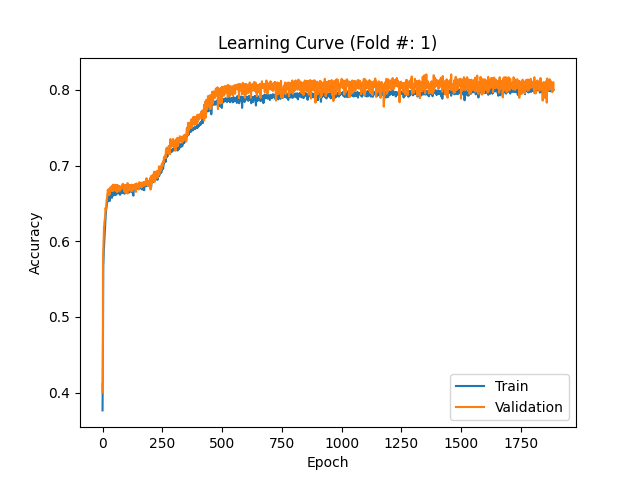 Learning Curve (Fold #: 1)
Accuracy
0.8
0.7
0.6
0.5
0.4
0 250 500 750 1000 1250 1500 1750
Epoch
Train
Validation